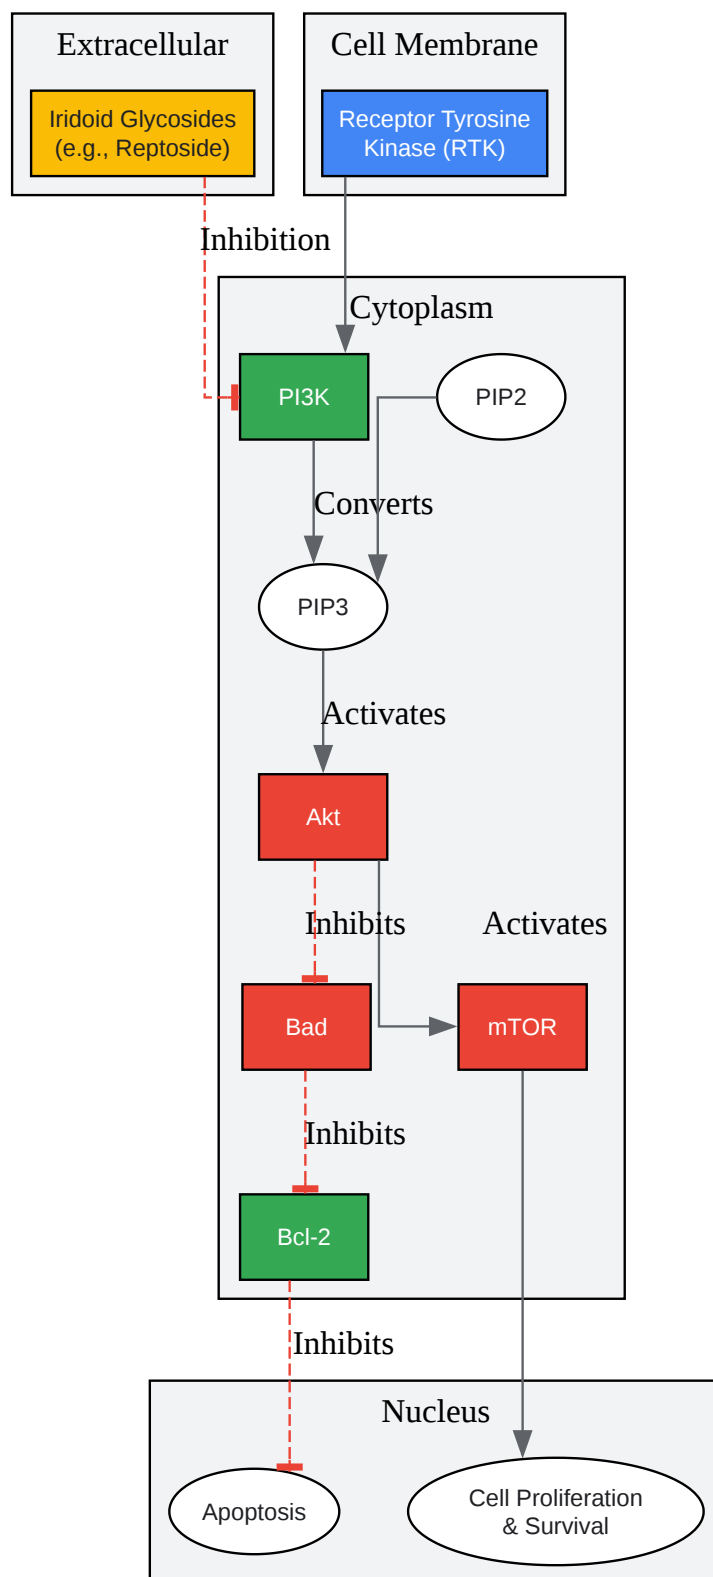 Extracellular
Cell Membrane
Iridoid Glycosides
(e.g., Reptoside)
Receptor Tyrosine
Kinase (RTK)
Inhibition
Cytoplasm
PI3K
PIP2
Converts
PIP3
Activates
Akt
Inhibits
Activates
Bad
mTOR
Inhibits
Bcl-2
Inhibits
Nucleus
Apoptosis
Cell Proliferation
& Survival